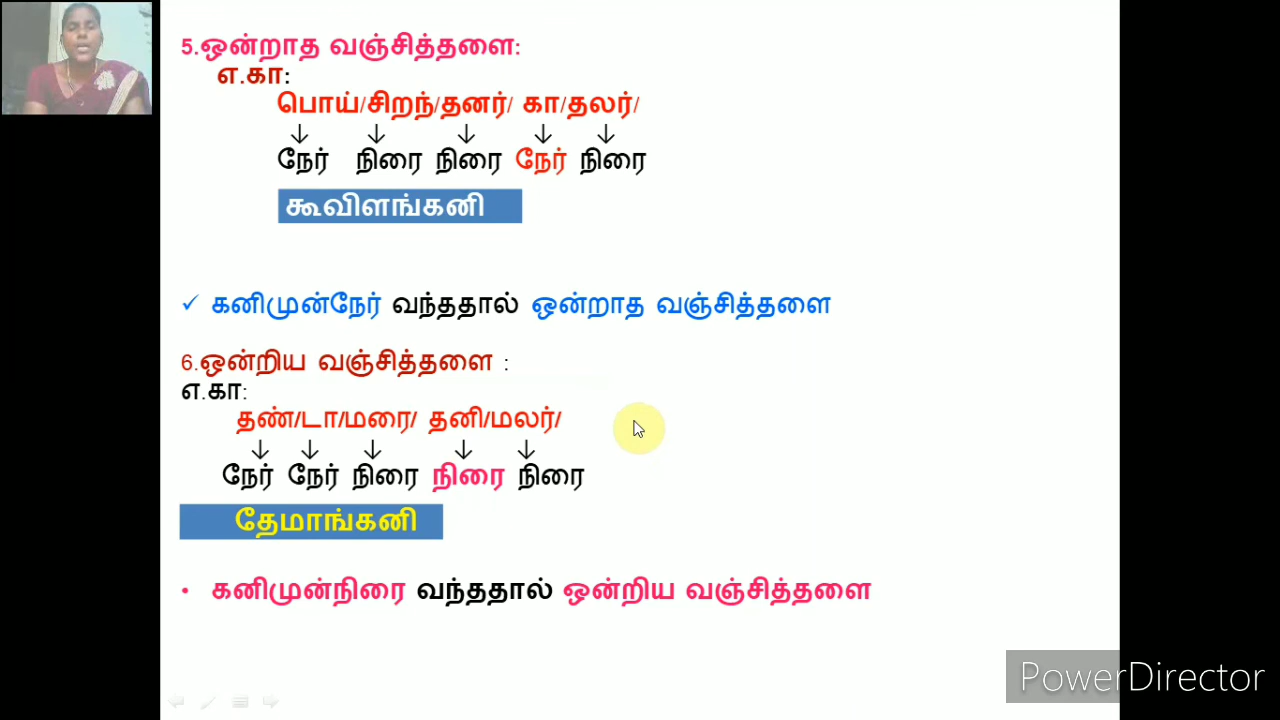 5.ஒன்றாத வஞ்சித்தளை:
எ.கா:
பொய்/சிறந்/தனர்/ கா/தலர்/
நேர் நிரை நிரை நேர் நிரை
கூவிளங்கனி
✓ கனிமுன்நேர் வந்ததால் ஒன்றாத வஞ்சித்தளை
6.ஒன்றிய வஞ்சித்தளை :
எ.கா:
தண்/டா/மரை/ தனி/மலர்/
நேர் நேர் நிரை நிரை நிரை
தேமாங்கனி
• கனிமுன்நிரை வந்ததால் ஒன்றிய வஞ்சித்தளை
PowerDirector